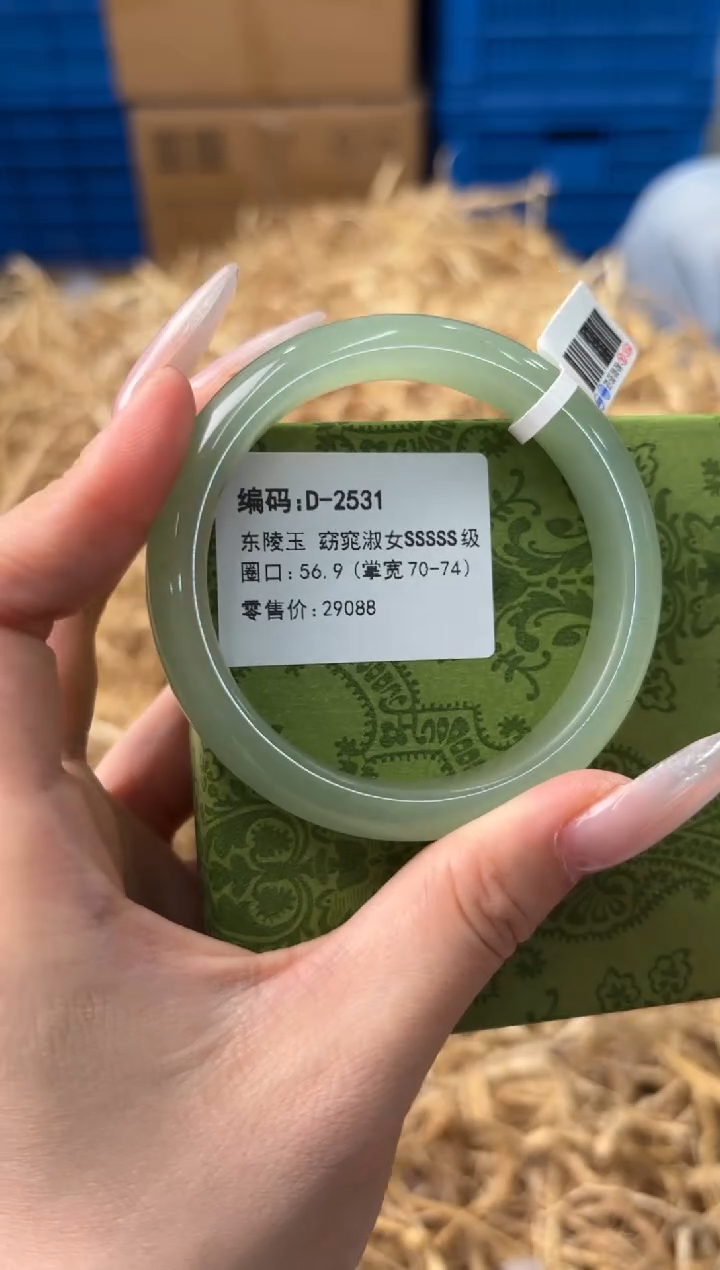 编码:D-2531
东陵玉 窈窕淑女SSSSS级
圈口:56.9(掌宽70-74)
零售价:29088